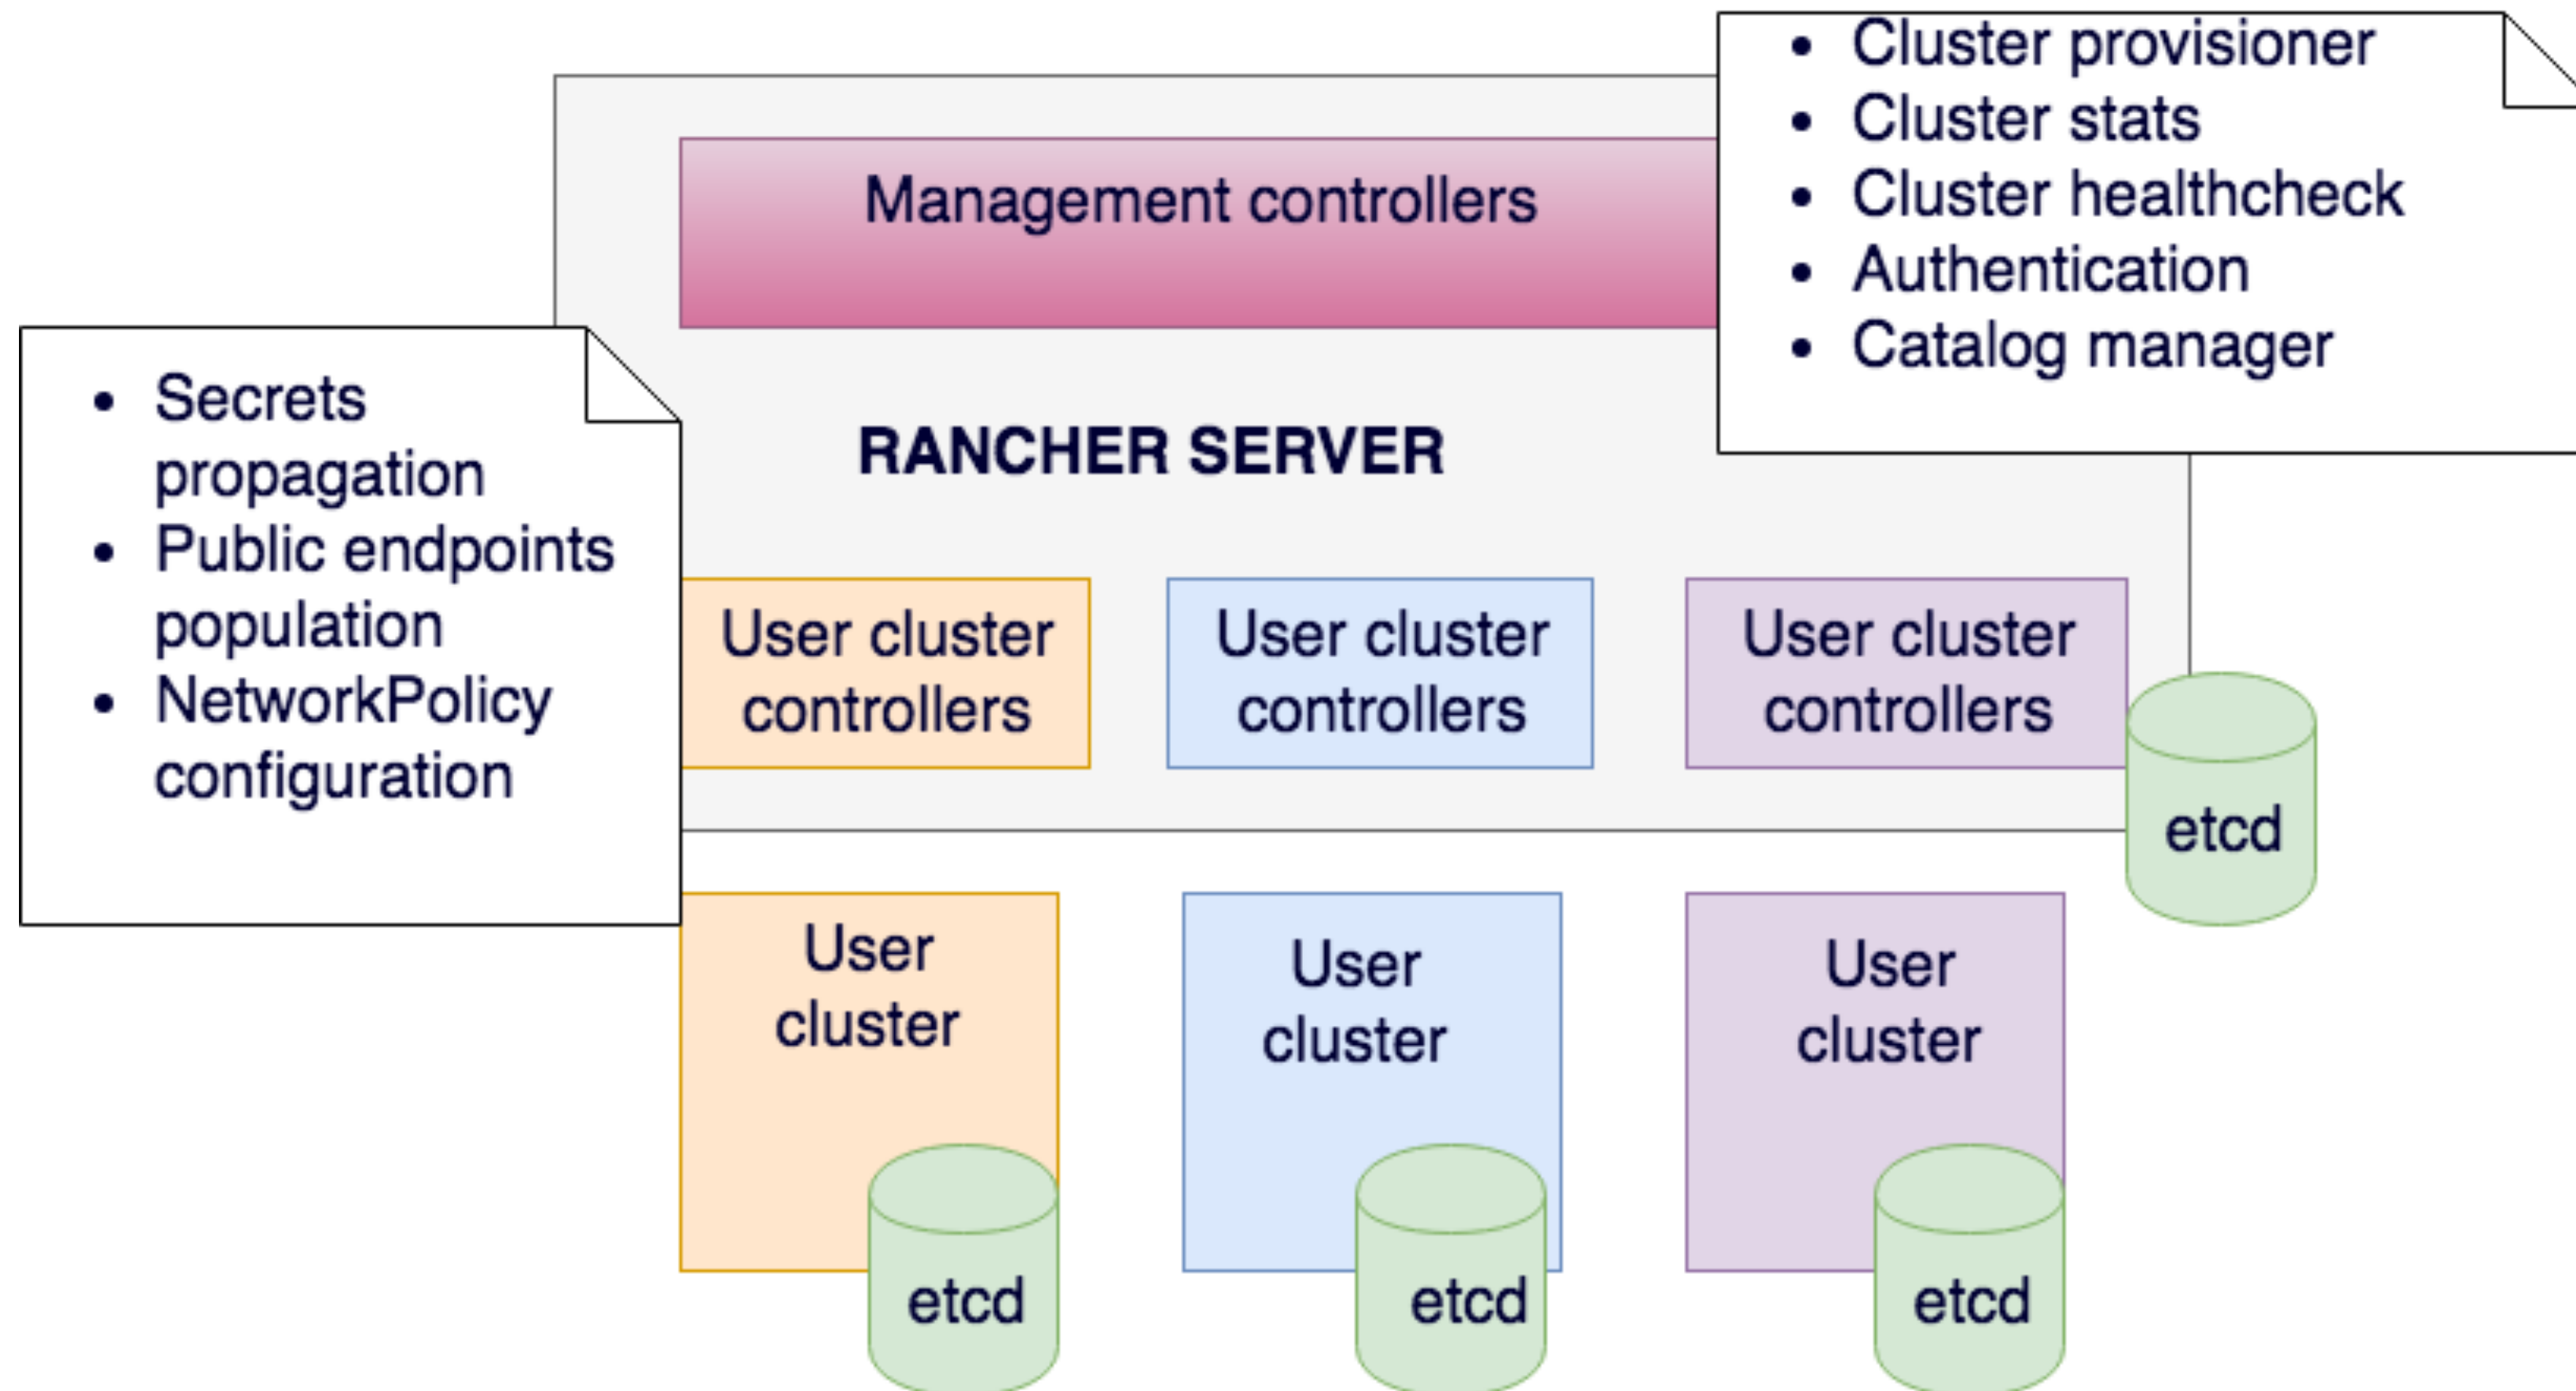 • Cluster provisioner
• Cluster stats
• Cluster healthcheck
• Authentication
• Catalog manager
Management controllers
• Secrets
propagation
• Public endpoints
population
• NetworkPolicy
configuration
RANCHER SERVER
User cluster
controllers
User cluster
controllers
User cluster
controllers
etcd
User
cluster
etcd
User
cluster
etcd
User
cluster
etcd